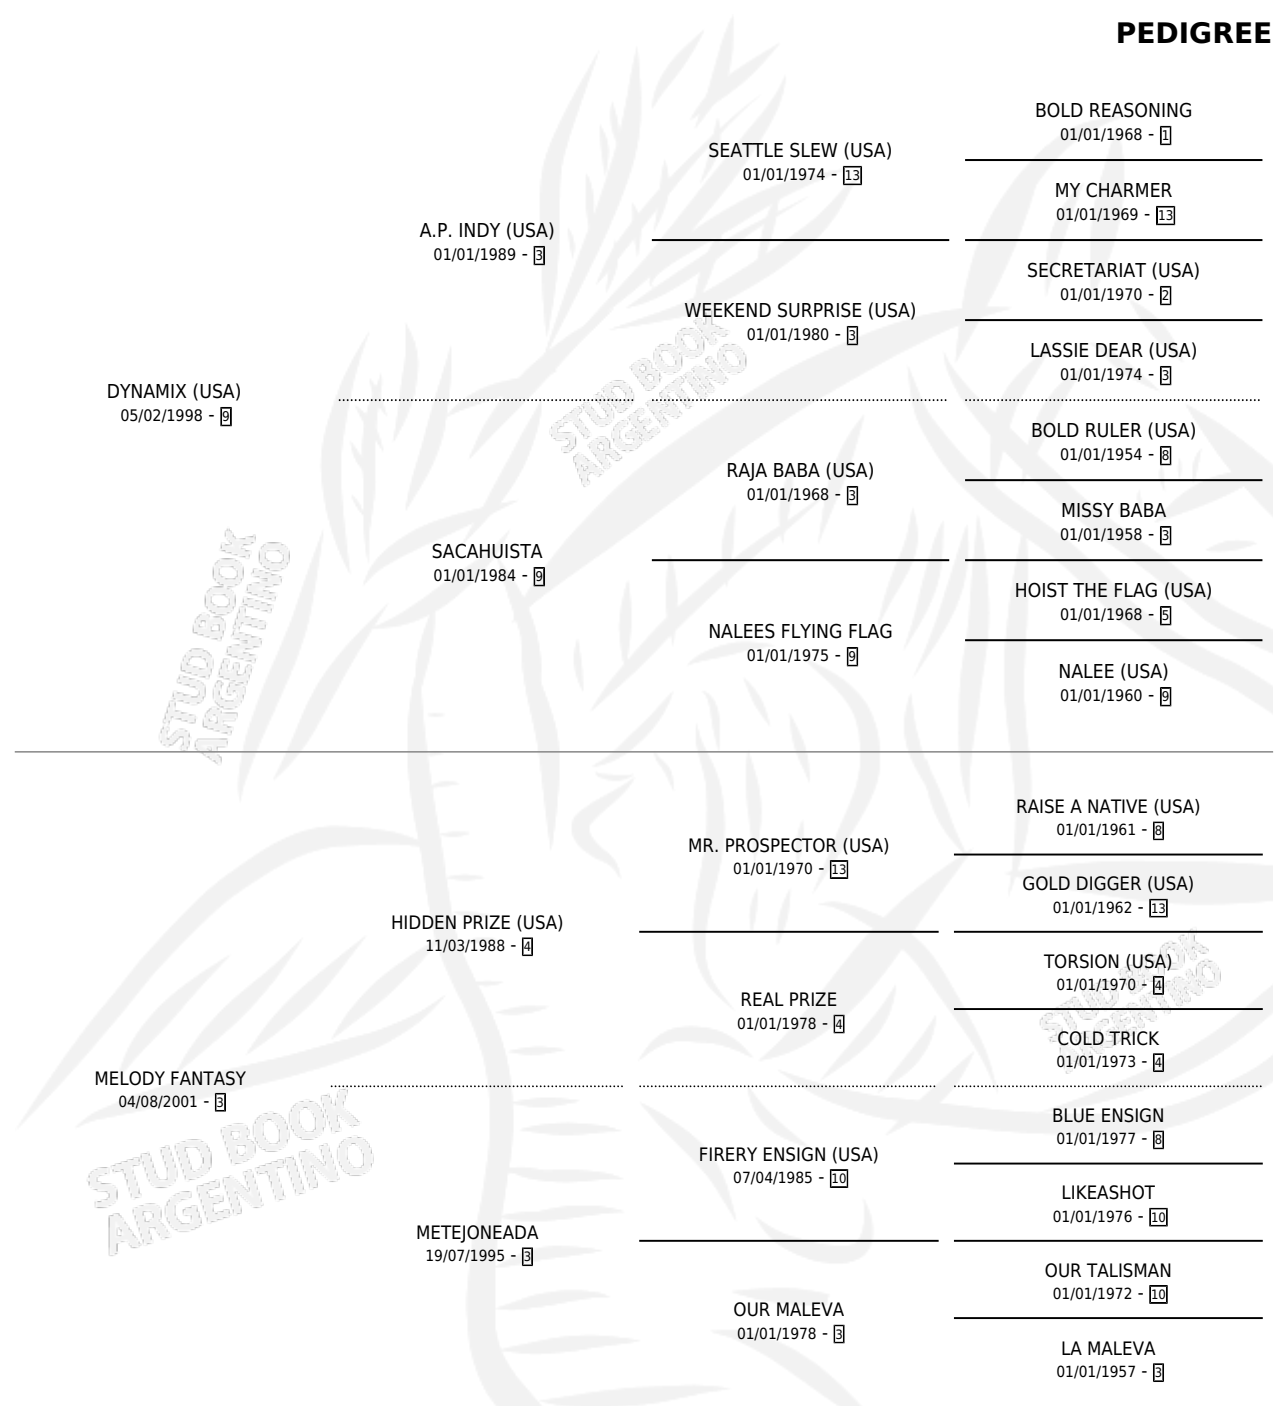 PEDIGREE
BOLD REASONING
01/01/1968 - 1
SEATTLE SLEW (USA)
01/01/1974 - 13
MY CHARMER
01/01/1969 - 13
A.P. INDY (USA)
01/01/1989 - 3
SECRETARIAT (USA)
01/01/1970 - 2
WEEKEND SURPRISE (USA)
01/01/1980 - 3
LASSIE DEAR (USA)
01/01/1974 - 3
DYNAMIX (USA)
05/02/1998 - 9
BOLD RULER (USA)
01/01/1954 - 8
RAJA BABA (USA)
01/01/1968 - 3
MISSY BABA
01/01/1958 - 3
SACAHUISTA
01/01/1984 - 9
HOIST THE FLAG (USA)
01/01/1968 - 5
NALEES FLYING FLAG
01/01/1975 - 9
NALEE (USA)
01/01/1960 - 9
STUD BOOK
ARGENTINO
STUD BOOK
ARGENTINO
RAISE A NATIVE (USA)
01/01/1961 - 8
MR. PROSPECTOR (USA)
01/01/1970 - 13
GOLD DIGGER (USA)
01/01/1962 - 13
HIDDEN PRIZE (USA)
11/03/1988 - 4
TORSION (USA)
01/01/1970 - 4
REAL PRIZE
01/01/1978 - 4
COLD TRICK
01/01/1973 - 4
MELODY FANTASY
04/08/2001 - 3
BLUE ENSIGN
01/01/1977 - 8
FIRERY ENSIGN (USA)
07/04/1985 - 10
LIKEASHOT
01/01/1976 - 10
METEJONEADA
19/07/1995 - 3
OUR TALISMAN
01/01/1972 - 10
OUR MALEVA
01/01/1978 - 3
LA MALEVA
01/01/1957 - 3
STUD BOOK
ARGENTINO
STUD BOOK
ARGENTINO